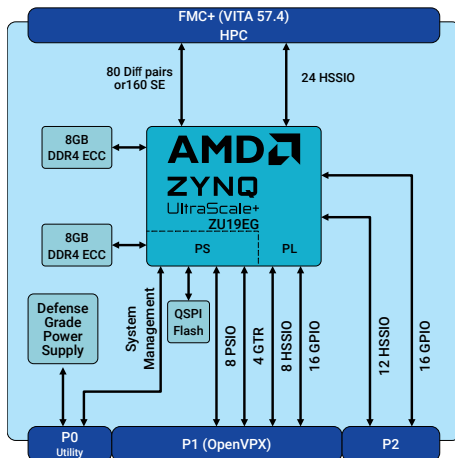 FMC+ (VITA 57.4)
HPC
80 Diff pairs
or160 SE
24 HSSIO
8GB
DDR4 ECC
AMD
ZYNQ
UltraScale+
ZU19EG
PS
PL
8GB
DDR4 ECC
Defense
Grade
Power
Supply
System
Management
QSPI
Flash
8 PSIO
4 GTR
8 HSSIO
16 GPIO
12 HSSIO
16 GPIO
P0
Utility
P1 (OpenVPX)
P2